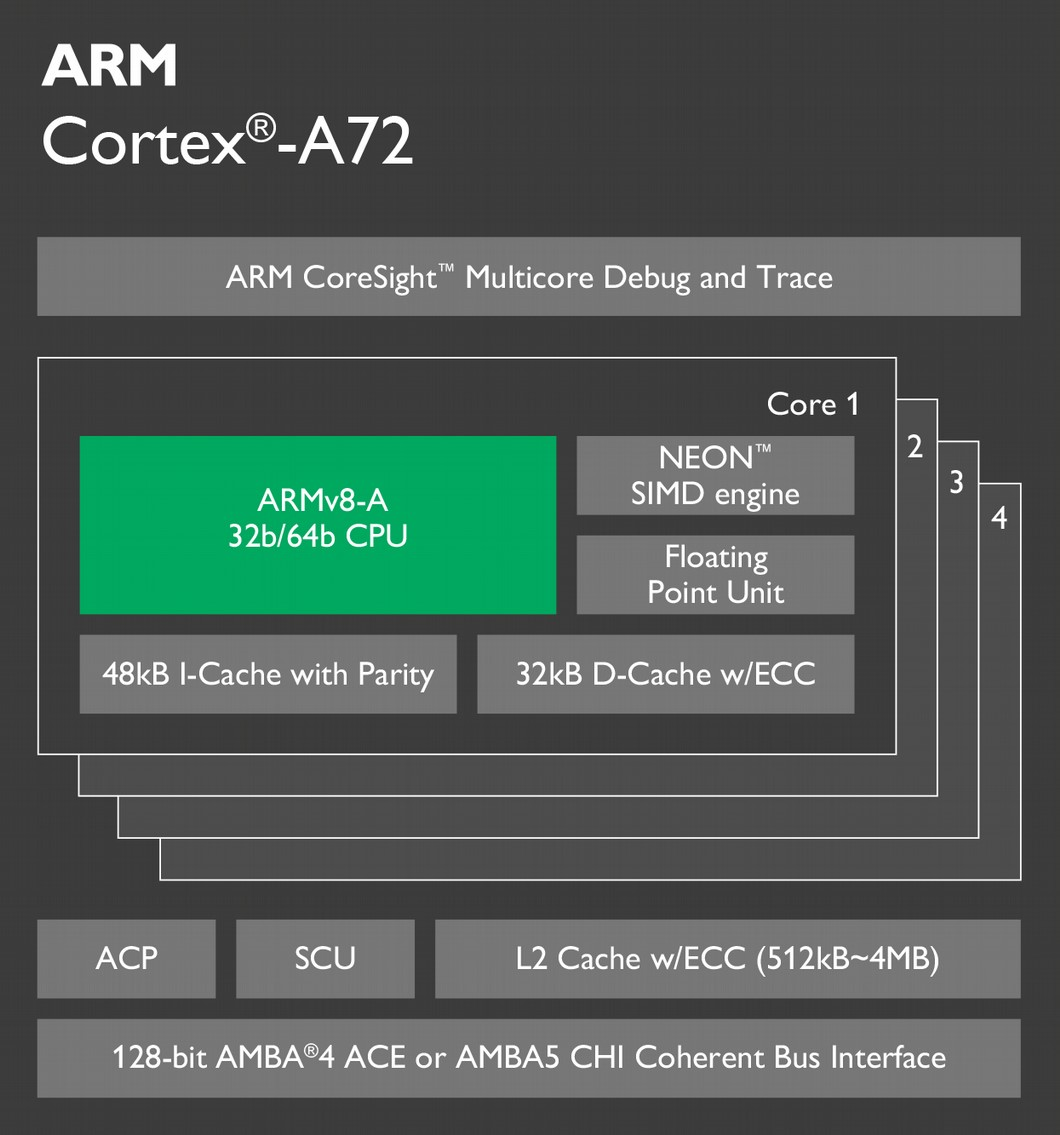 ARM
Cortex®-A72
ARM CoreSight™ Multicore Debug and Trace
Core 1
2
3
4
ARMv8-A
32b/64b CPU
NEON™
SIMD engine
Floating
Point Unit
48kB I-Cache with Parity
32kB D-Cache w/ECC
ACP
SCU
L2 Cache w/ECC (512kB~4MB)
128-bit AMBA®4 ACE or AMBA5 CHI Coherent Bus Interface